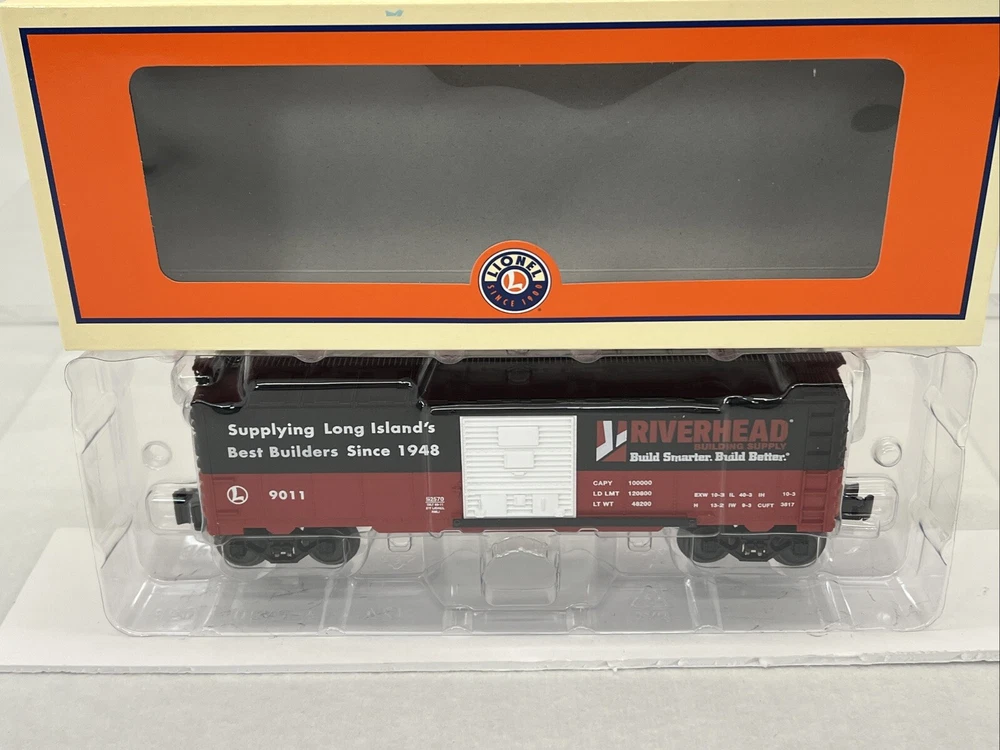 LIONEL
L
SINCE 1900
Supplying Long Island's
Best Builders Since 1948
RIVERHEAD
BUILDING SUPPLY
Build Smarter. Build Better.
L 9011
52570
CAPY 100000
LD LMT 120800
LT WT 48200
EXW 10-3 IL 40-3 IH 10-3
H 13-2 IW 9-3 CUFT 3817